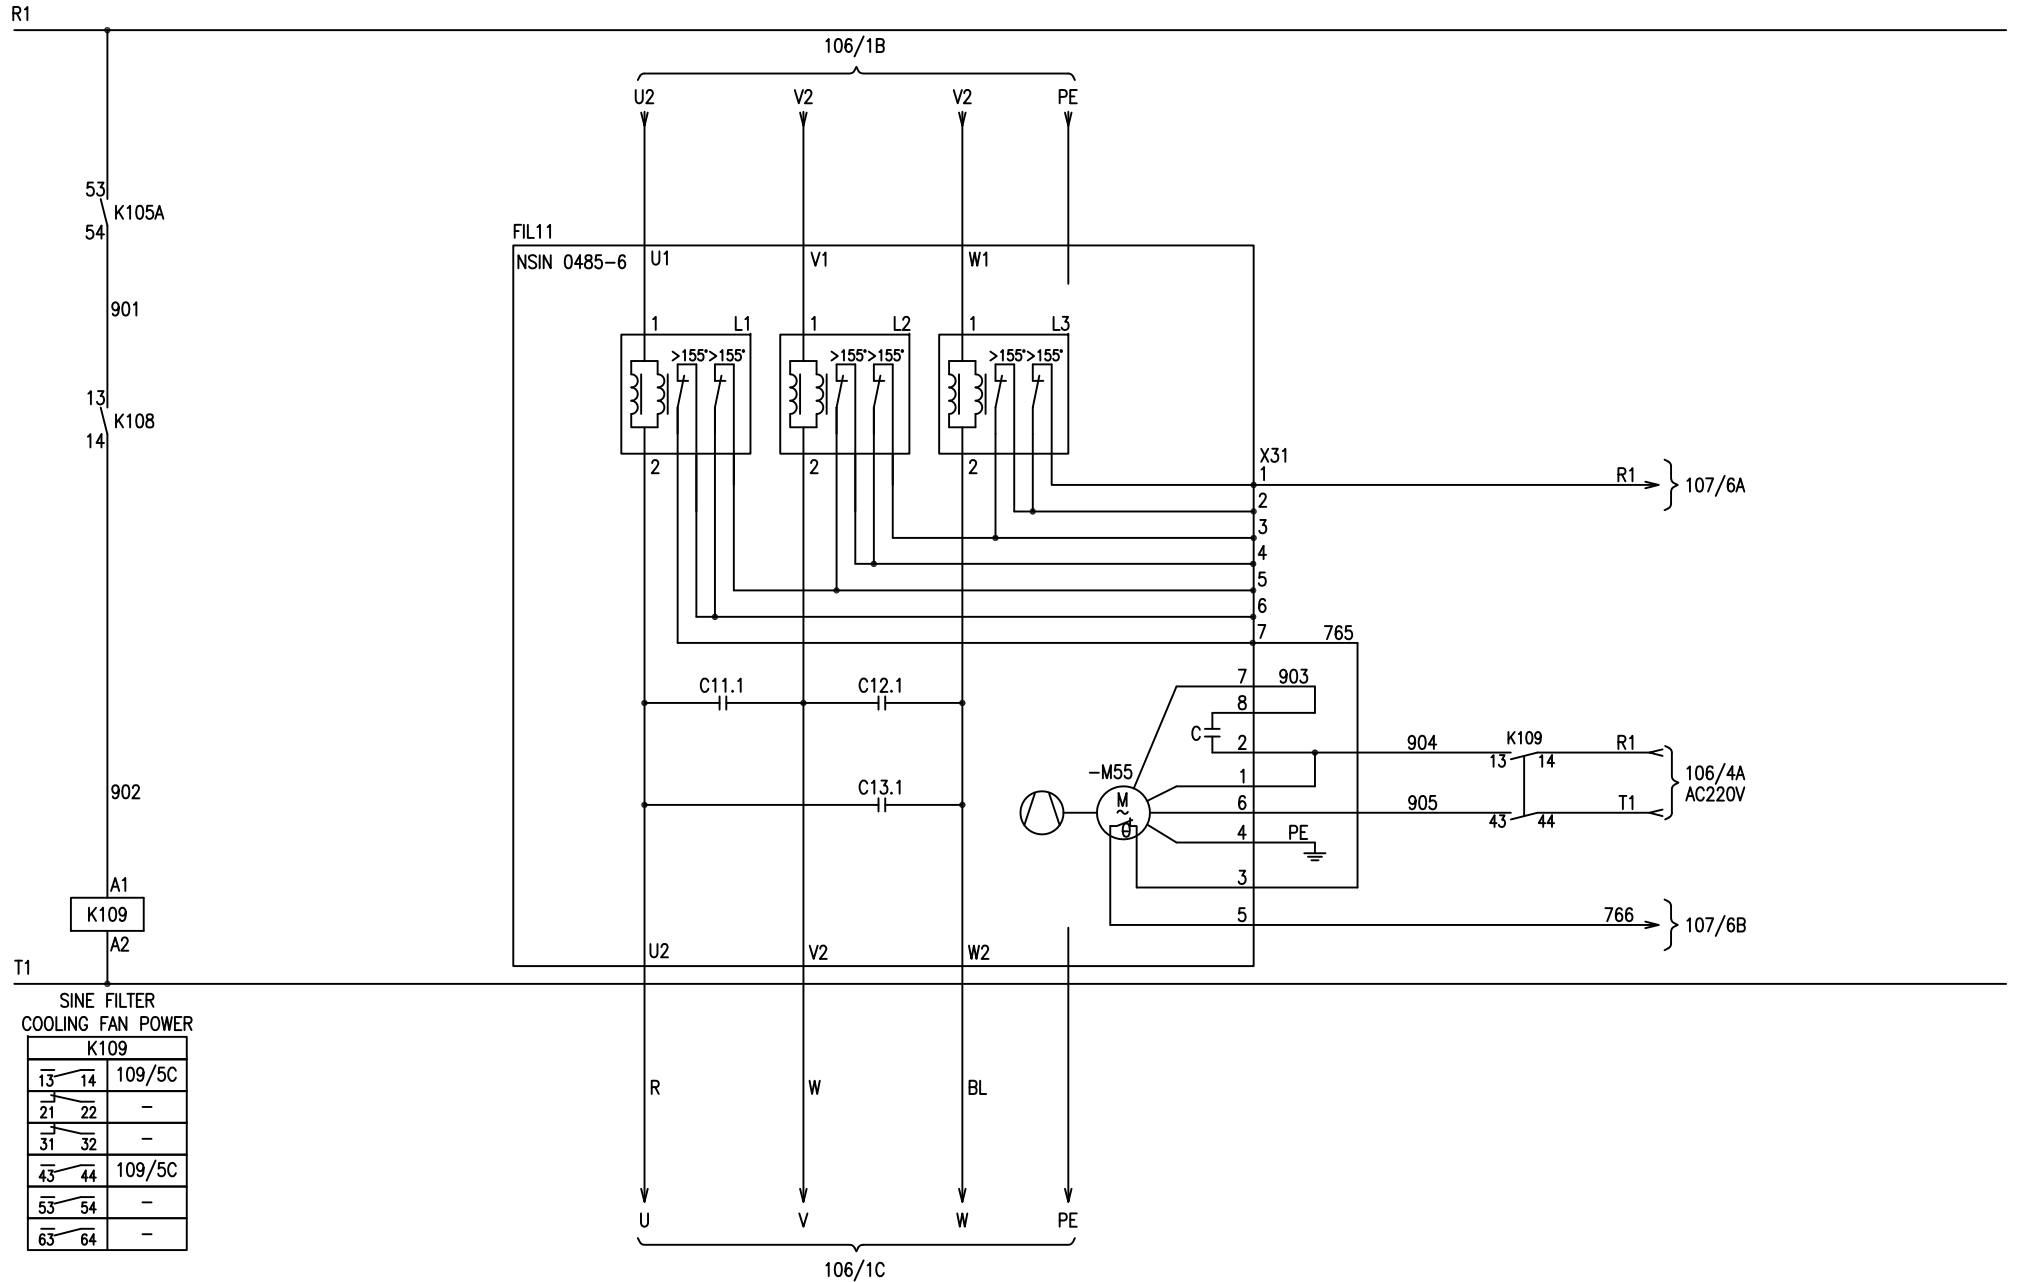 R1
106/1B
U2 V2 V2 PE
53
K105A
54
FIL11
NSIN 0485-6 U1 V1 W1
901
1 L1 1 L2 1 L3
>155° >155° >155° >155° >155° >155°
13
K108
14
2 2 2
X31
1 R1 107/6A
2
3
4
5
6
7 765
7 903
C11.1 C12.1
8
C
2 904 K109 R1
13 14
106/4A
AC220V
-M55
1
C13.1
M
~
θ
6 905 T1
43 44
4 PE
902
3
A1
K109
A2
5 766 107/6B
U2 V2 W2
T1
SINE FILTER
COOLING FAN POWER
K109
13 14 109/5C
21 22 -
31 32 -
43 44 109/5C
53 54 -
63 64 -
R W BL
U V W PE
106/1C